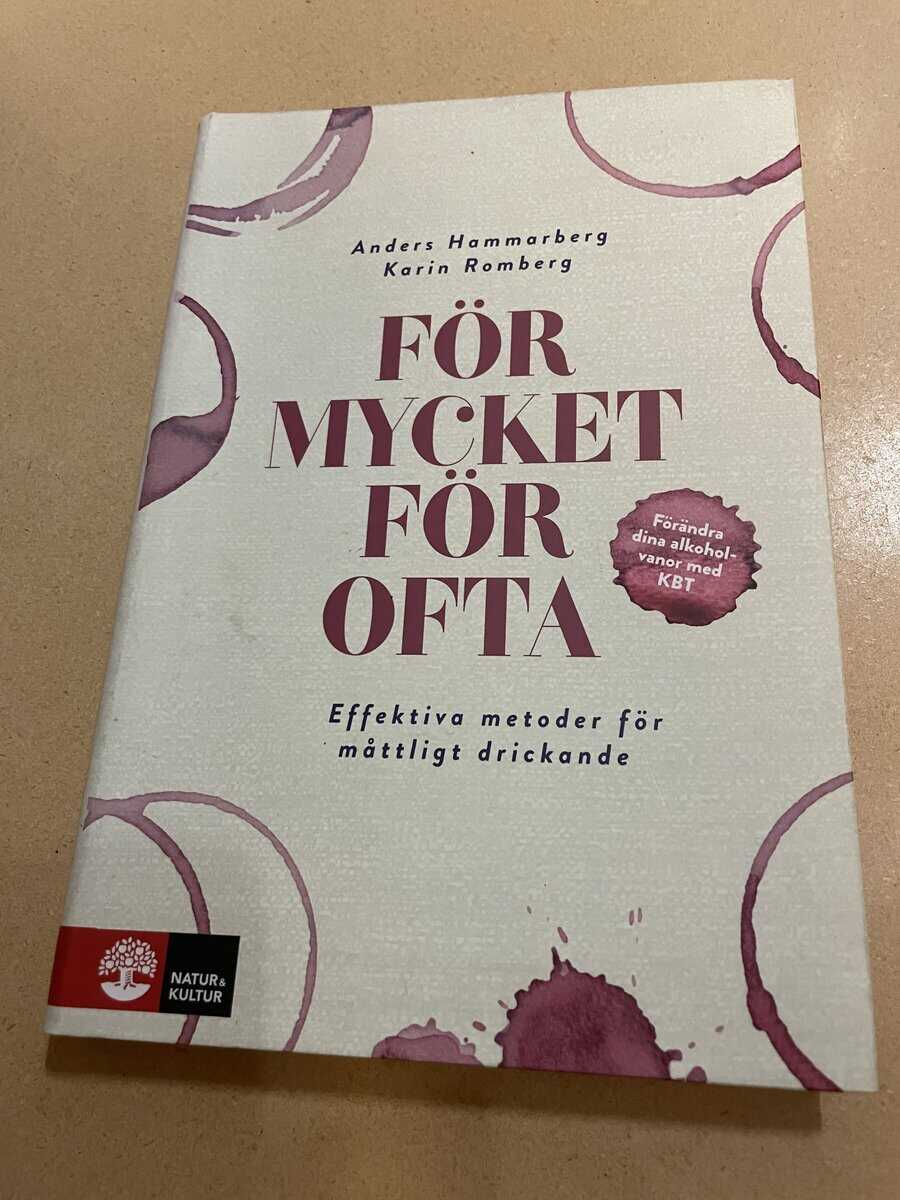 Anders Hammarberg
Karin Romberg
FÖR
MYCKET
FÖR
OFTA
Förändra
dina alkohol-
vanor med
KBT
Effektiva metoder för
måttligt drickande
NATUR &
KULTUR